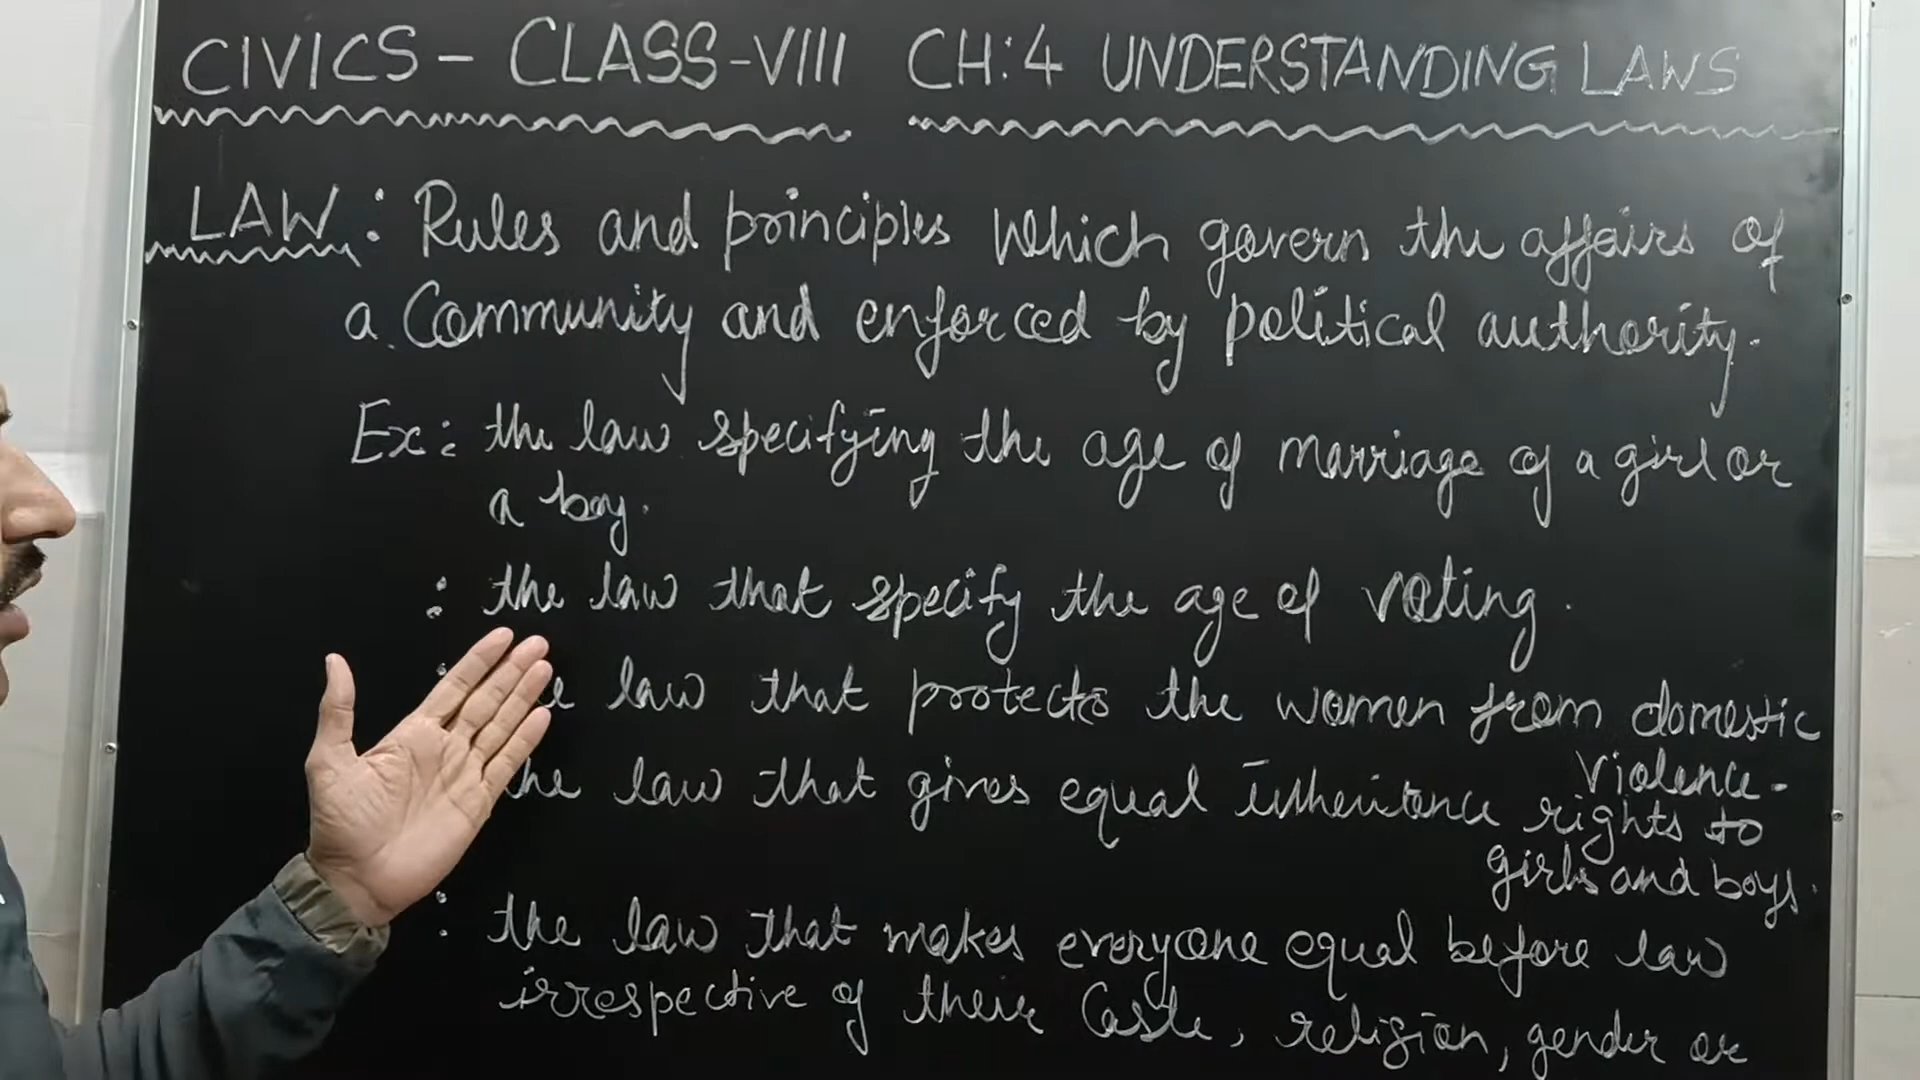 CIVICS - CLASS-VIII CH:4 UNDERSTANDING LAWS
LAW: Rules and principles which govern the affairs of
a Community and enforced by political authority.
Ex: the law specifying the age of marriage of a girl or
a boy.
: the law that specify the age of voting.
: law that protects the women from domestic
violence-
the law that gives equal inheritance rights to
girls and boys.
: the law that makes everyone equal before law
irrespective of their Caste, religion, gender or